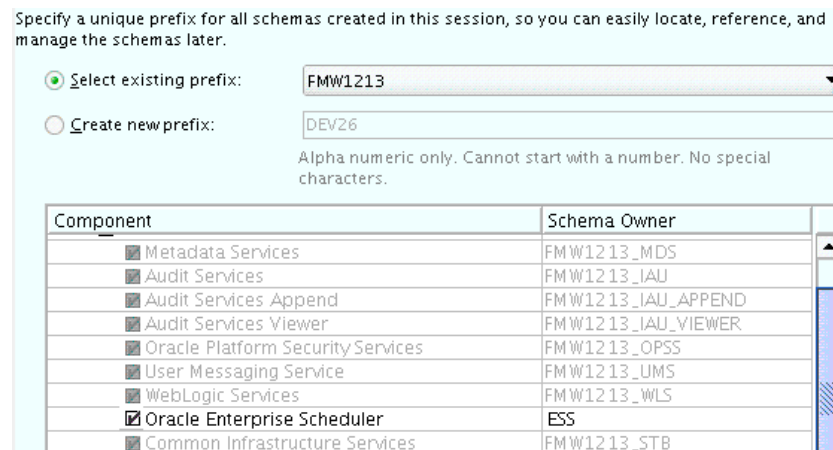 Specify a unique prefix for all schemas created in this session, so you can easily locate, reference, and
manage the schemas later.
Select existing prefix: FMW1213
Create new prefix: DEV26
Alpha numeric only. Cannot start with a number. No special
characters.
Component Schema Owner
Metadata Services FMW1213_MDS
Audit Services FMW1213_IAU
Audit Services Append FMW1213_IAU_APPEND
Audit Services Viewer FMW1213_IAU_VIEWER
Oracle Platform Security Services FMW1213_OPSS
User Messaging Service FMW1213_UMS
WebLogic Services FMW1213_WLS
Oracle Enterprise Scheduler ESS
Common Infrastructure Services FMW1213_STB